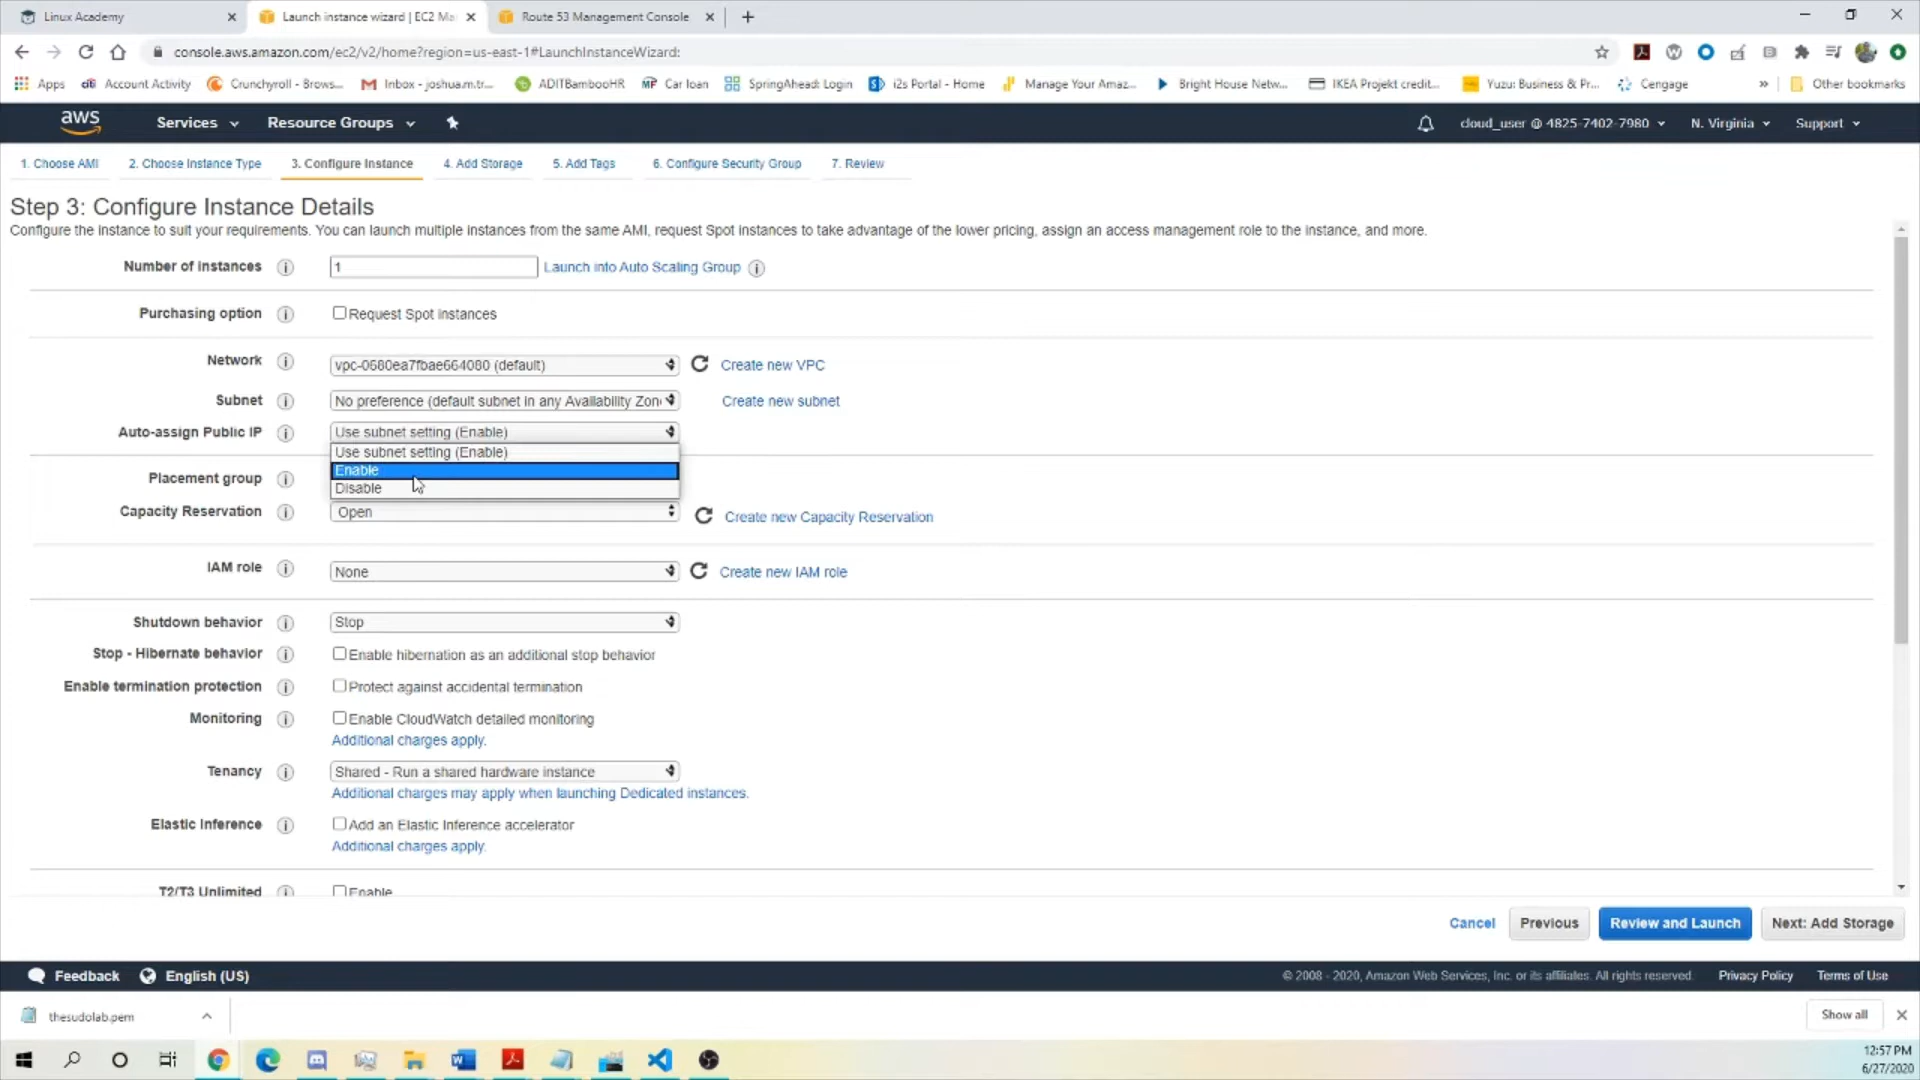 Linux Academy
Launch instance wizard | EC2 Ma
Route 53 Management Console
console.aws.amazon.com/ec2/v2/home?region=us-east-1#LaunchInstanceWizard:
Apps
Account Activity
Crunchyroll - Brows...
Inbox - joshua.m.tr...
ADITBambooHR
Car loan
SpringAhead: Login
i2s Portal - Home
Manage Your Amaz...
Bright House Netw...
IKEA Projekt credit...
Yuzu: Business & Pr...
Cengage
»
Other bookmarks
aws
Services
Resource Groups
cloud_user @ 4825-7402-7980
N. Virginia
Support
1. Choose AMI
2. Choose Instance Type
3. Configure Instance
4. Add Storage
5. Add Tags
6. Configure Security Group
7. Review
Step 3: Configure Instance Details
Configure the instance to suit your requirements. You can launch multiple instances from the same AMI, request Spot instances to take advantage of the lower pricing, assign an access management role to the instance, and more.
Number of instances
1
Launch into Auto Scaling Group
Purchasing option
Request Spot instances
Network
vpc-0680ea7fbae664080 (default)
Create new VPC
Subnet
No preference (default subnet in any Availability Zon
Create new subnet
Auto-assign Public IP
Use subnet setting (Enable)
Use subnet setting (Enable)
Enable
Disable
Placement group
Capacity Reservation
Open
Create new Capacity Reservation
IAM role
None
Create new IAM role
Shutdown behavior
Stop
Stop - Hibernate behavior
Enable hibernation as an additional stop behavior
Enable termination protection
Protect against accidental termination
Monitoring
Enable CloudWatch detailed monitoring
Additional charges apply.
Tenancy
Shared - Run a shared hardware instance
Additional charges may apply when launching Dedicated instances.
Elastic Inference
Add an Elastic Inference accelerator
Additional charges apply.
T2/T3 Unlimited
Enable
Cancel
Previous
Review and Launch
Next: Add Storage
Feedback
English (US)
© 2008 - 2020, Amazon Web Services, Inc. or its affiliates. All rights reserved.
Privacy Policy
Terms of Use
thesudolab.pem
Show all
12:57 PM
6/27/2020